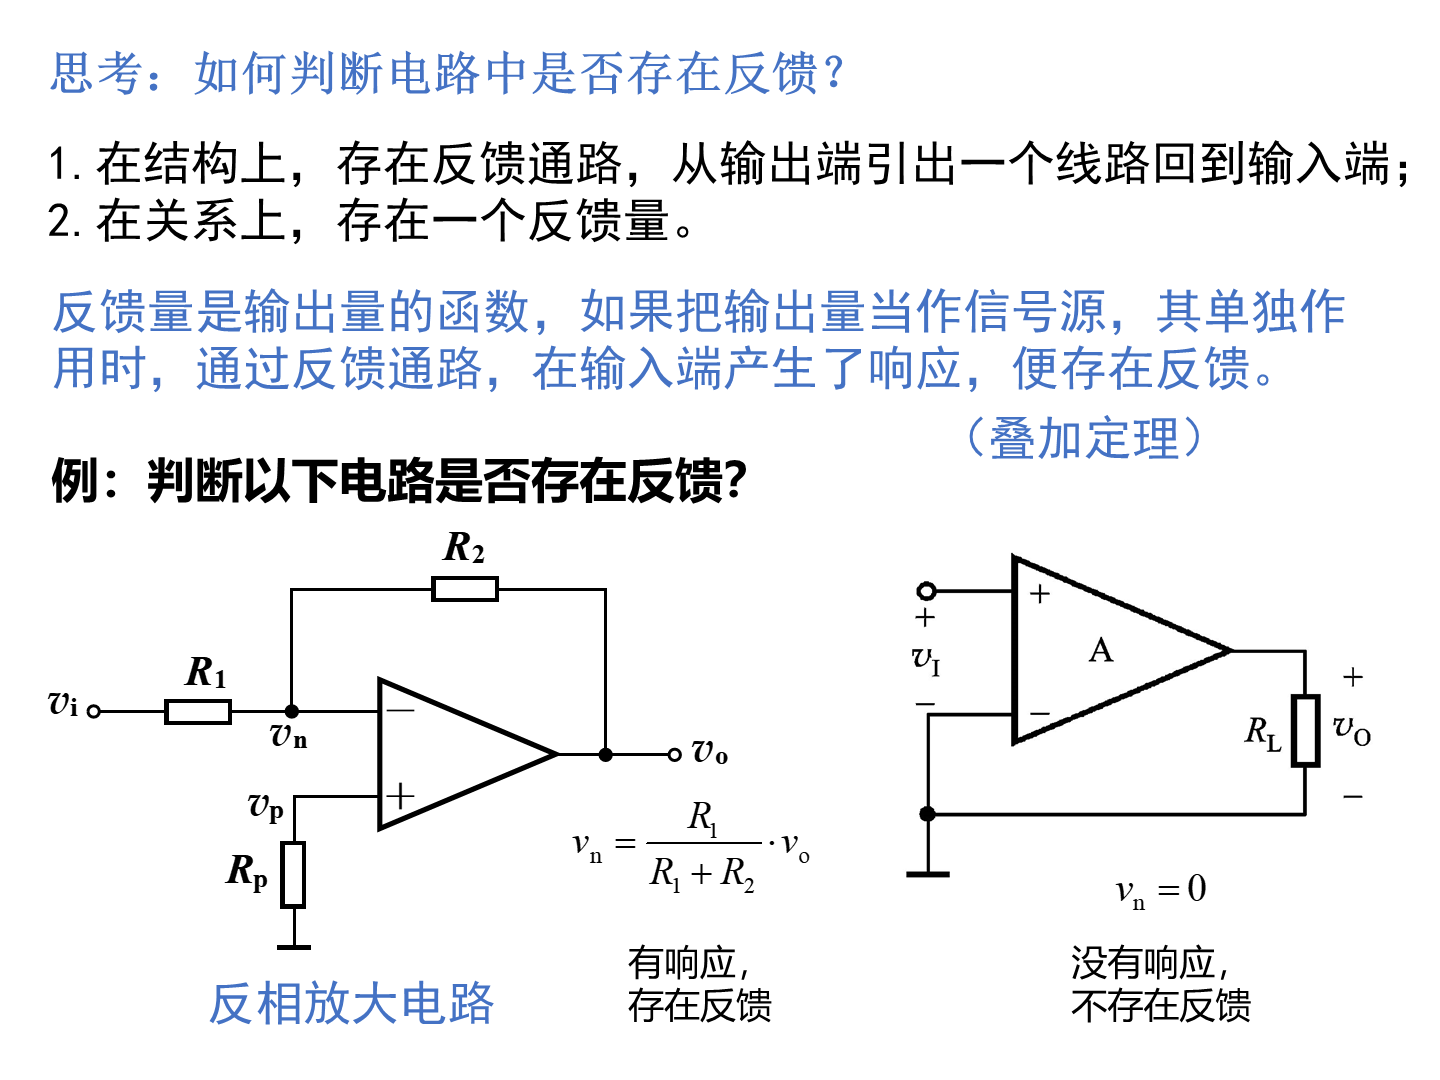 思考：如何判断电路中是否存在反馈？
1.在结构上，存在反馈通路，从输出端引出一个线路回到输入端；
2.在关系上，存在一个反馈量。
反馈量是输出量的函数，如果把输出量当作信号源，其单独作
用时，通过反馈通路，在输入端产生了响应，便存在反馈。
（叠加定理）
例：判断以下电路是否存在反馈？
R₂
R₁
vᵢ
vₙ
−
+
vₒ
vₚ
Rₚ
vₙ = R₁ / (R₁ + R₂) · vₒ
有响应，
存在反馈
反相放大电路
+
+
v_I
A
−
−
R_L
+
v_O
−
vₙ = 0
没有响应，
不存在反馈